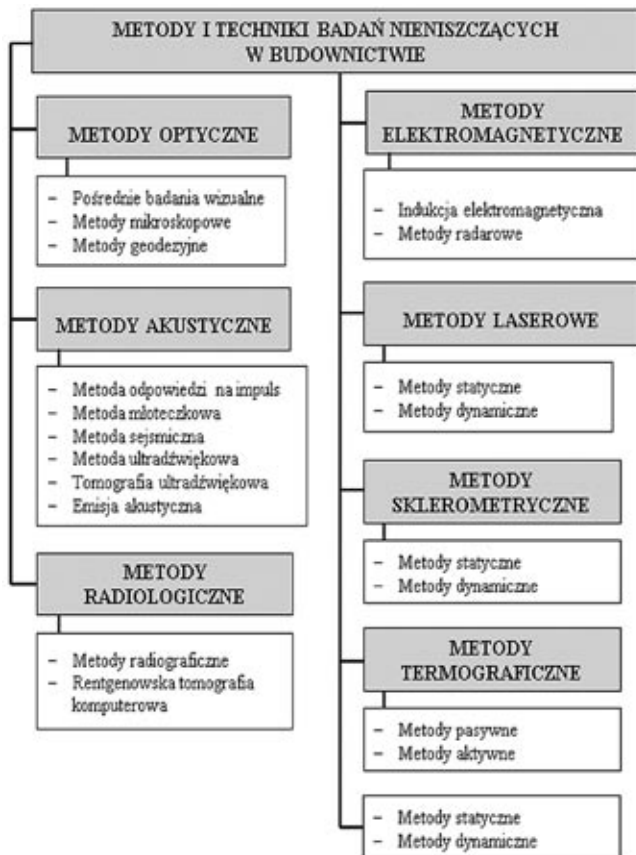 METODY I TECHNIKI BADAŃ NIENISZCZĄCYCH
W BUDOWNICTWIE
METODY OPTYCZNE
– Pośrednie badania wizualne
– Metody mikroskopowe
– Metody geodezyjne
METODY AKUSTYCZNE
– Metoda odpowiedzi na impuls
– Metoda młoteczkowa
– Metoda sejsmiczna
– Metoda ultradźwiękowa
– Tomografia ultradźwiękowa
– Emisja akustyczna
METODY
RADIOLOGICZNE
– Metody radiograficzne
– Rentgenowska tomografia
komputerowa
METODY
ELEKTROMAGNETYCZNE
– Indukcja elektromagnetyczna
– Metody radarowe
METODY LASEROWE
– Metody statyczne
– Metody dynamiczne
METODY
SKLEROMETRYCZNE
– Metody statyczne
– Metody dynamiczne
METODY
TERMOGRAFICZNE
– Metody pasywne
– Metody aktywne
– Metody statyczne
– Metody dynamiczne